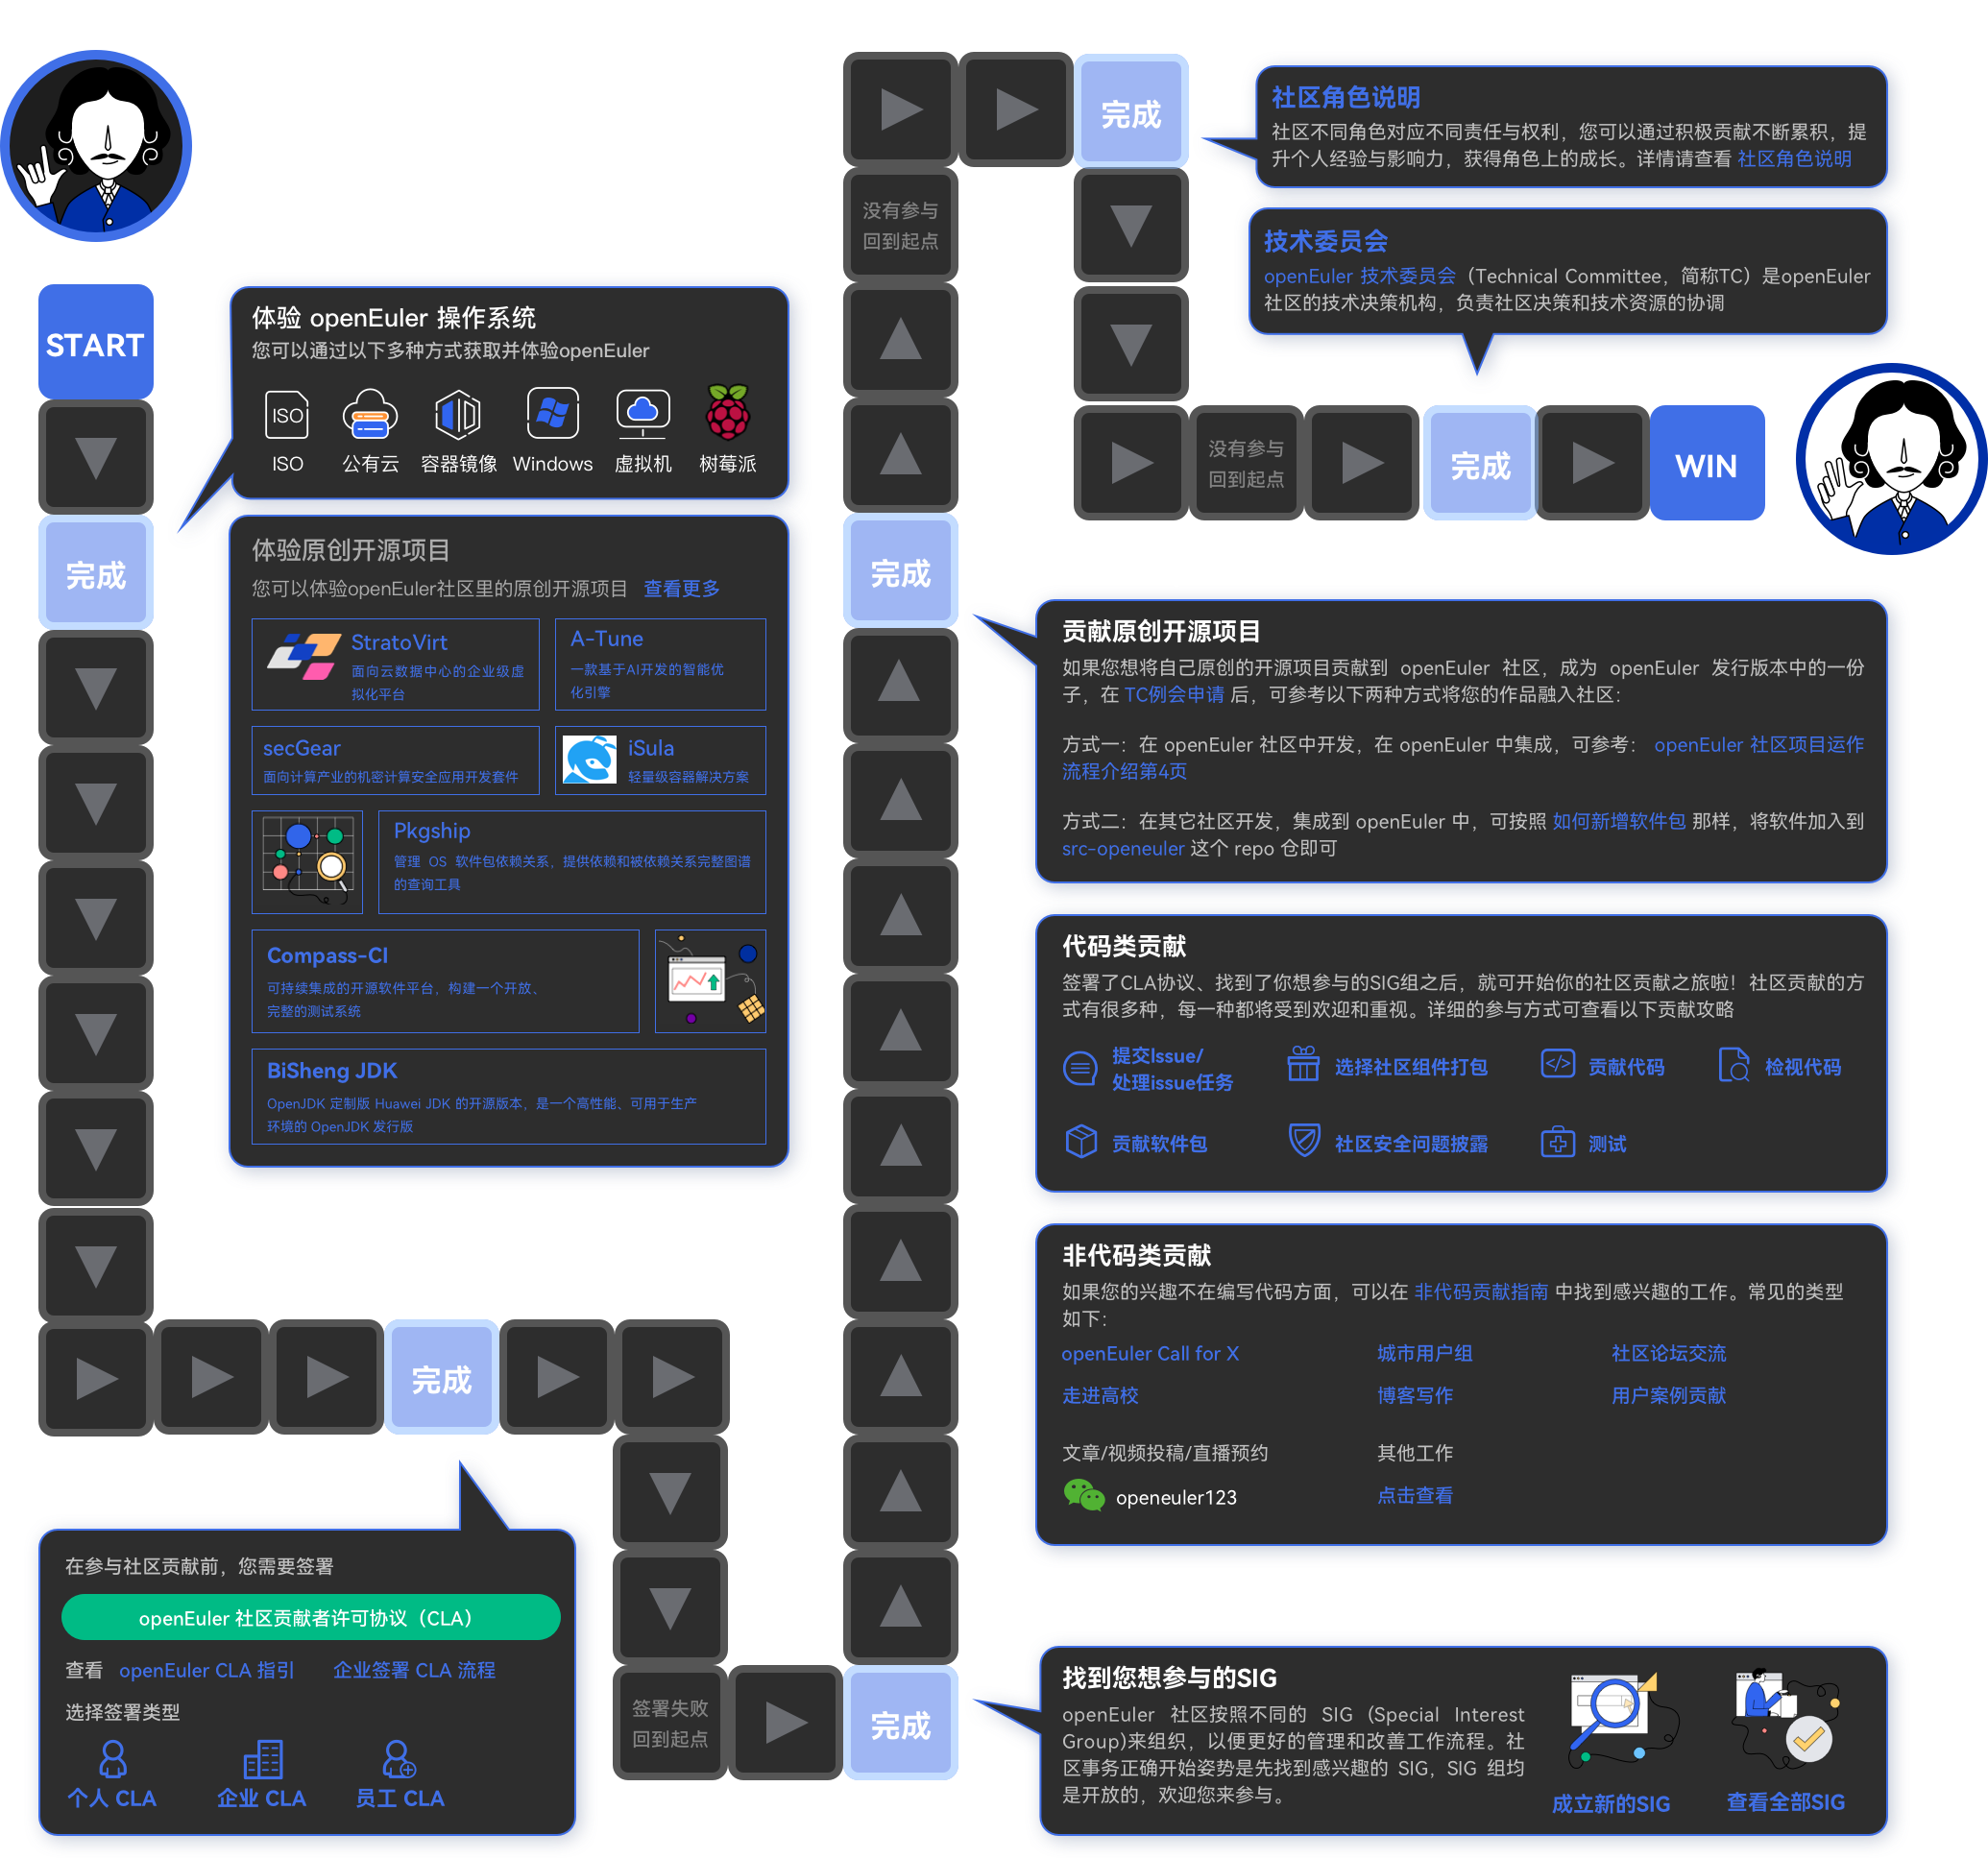 START
完成
体验 openEuler 操作系统
您可以通过以下多种方式获取并体验openEuler
ISO
ISO
公有云
容器镜像
Windows
虚拟机
树莓派
体验原创开源项目
您可以体验openEuler社区里的原创开源项目 查看更多
StratoVirt
面向云数据中心的企业级虚
拟化平台
A-Tune
一款基于AI开发的智能优
化引擎
secGear
面向计算产业的机密计算安全应用开发套件
iSula
轻量级容器解决方案
Pkgship
管理 OS 软件包依赖关系，提供依赖和被依赖关系完整图谱
的查询工具
Compass-CI
可持续集成的开源软件平台，构建一个开放、
完整的测试系统
BiSheng JDK
OpenJDK 定制版 Huawei JDK 的开源版本，是一个高性能、可用于生产
环境的 OpenJDK 发行版
完成
在参与社区贡献前，您需要签署
openEuler 社区贡献者许可协议（CLA）
查看 openEuler CLA 指引 企业签署 CLA 流程
选择签署类型
个人 CLA
企业 CLA
员工 CLA
签署失败
回到起点
完成
找到您想参与的SIG
openEuler 社区按照不同的 SIG (Special Interest
Group)来组织，以便更好的管理和改善工作流程。社
区事务正确开始姿势是先找到感兴趣的 SIG，SIG 组均
是开放的，欢迎您来参与。
成立新的SIG
查看全部SIG
完成
贡献原创开源项目
如果您想将自己原创的开源项目贡献到 openEuler 社区，成为 openEuler 发行版本中的一份
子，在 TC例会申请 后，可参考以下两种方式将您的作品融入社区：
方式一：在 openEuler 社区中开发，在 openEuler 中集成，可参考： openEuler 社区项目运作
流程介绍第4页
方式二：在其它社区开发，集成到 openEuler 中，可按照 如何新增软件包 那样，将软件加入到
src-openeuler 这个 repo 仓即可
代码类贡献
签署了CLA协议、找到了你想参与的SIG组之后，就可开始你的社区贡献之旅啦！社区贡献的方
式有很多种，每一种都将受到欢迎和重视。详细的参与方式可查看以下贡献攻略
提交Issue/
处理issue任务
选择社区组件打包
贡献代码
检视代码
贡献软件包
社区安全问题披露
测试
非代码类贡献
如果您的兴趣不在编写代码方面，可以在 非代码贡献指南 中找到感兴趣的工作。常见的类型
如下：
openEuler Call for X
城市用户组
社区论坛交流
走进高校
博客写作
用户案例贡献
文章/视频投稿/直播预约
其他工作
openeuler123
点击查看
没有参与
回到起点
完成
社区角色说明
社区不同角色对应不同责任与权利，您可以通过积极贡献不断累积，提
升个人经验与影响力，获得角色上的成长。详情请查看 社区角色说明
技术委员会
openEuler 技术委员会（Technical Committee，简称TC）是openEuler
社区的技术决策机构，负责社区决策和技术资源的协调
没有参与
回到起点
完成
WIN